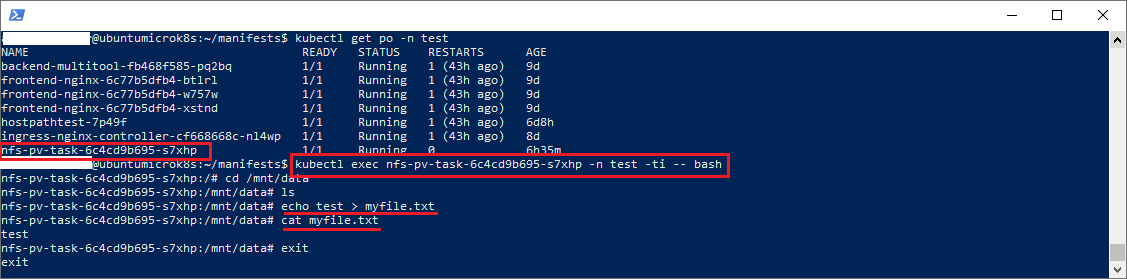 @ubuntumicrok8s:~/manifests$ kubectl get po -n test
NAME READY STATUS RESTARTS AGE
backend-multitool-fb468f585-pq2bq 1/1 Running 1 (43h ago) 9d
frontend-nginx-6c77b5dfb4-btlrl 1/1 Running 1 (43h ago) 9d
frontend-nginx-6c77b5dfb4-w757w 1/1 Running 1 (43h ago) 9d
frontend-nginx-6c77b5dfb4-xstnd 1/1 Running 1 (43h ago) 9d
hostpathtest-7p49f 1/1 Running 1 (43h ago) 6d8h
ingress-nginx-controller-cf668668c-nl4wp 1/1 Running 1 (43h ago) 8d
nfs-pv-task-6c4cd9b695-s7xhp 1/1 Running 0 6h35m
@ubuntumicrok8s:~/manifests$ kubectl exec nfs-pv-task-6c4cd9b695-s7xhp -n test -ti -- bash
nfs-pv-task-6c4cd9b695-s7xhp:/# cd /mnt/data
nfs-pv-task-6c4cd9b695-s7xhp:/mnt/data# ls
nfs-pv-task-6c4cd9b695-s7xhp:/mnt/data# echo test > myfile.txt
nfs-pv-task-6c4cd9b695-s7xhp:/mnt/data# cat myfile.txt
test
nfs-pv-task-6c4cd9b695-s7xhp:/mnt/data# exit
exit